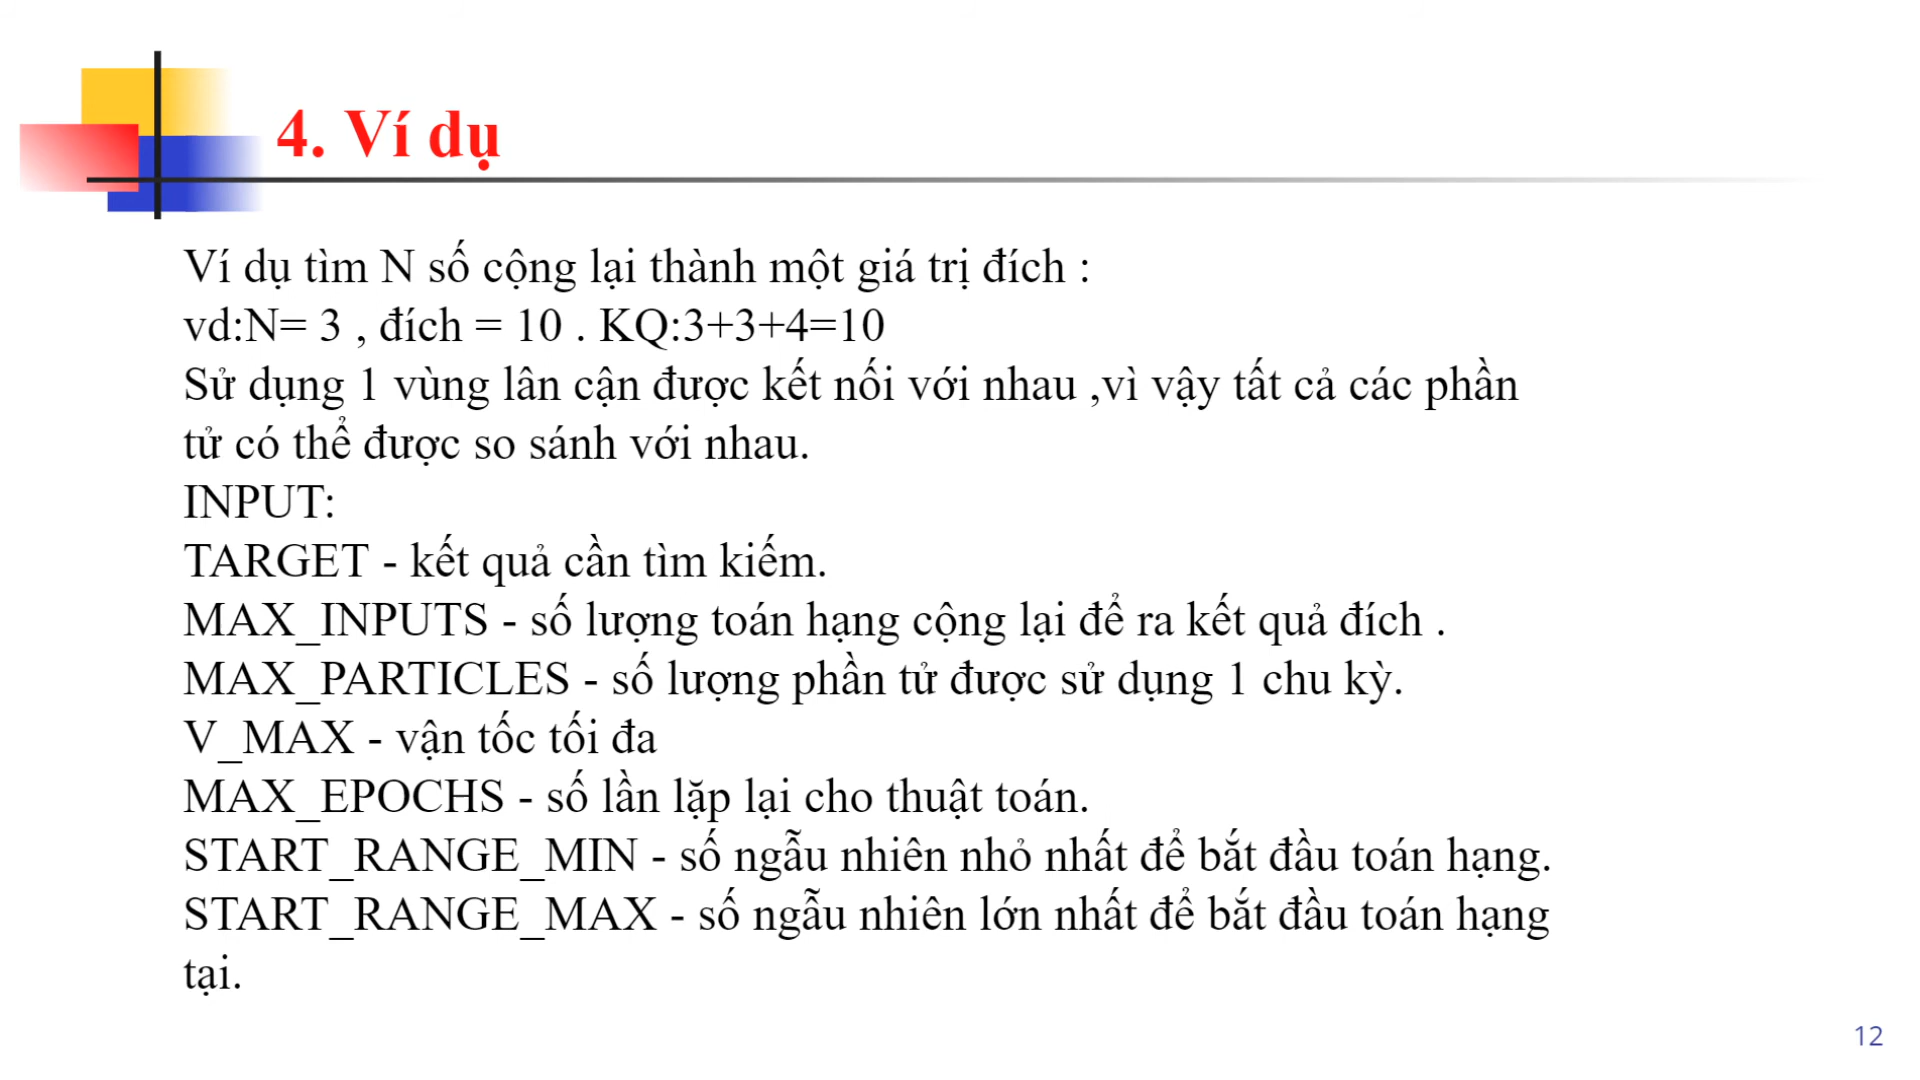 4. Ví dụ
Ví dụ tìm N số cộng lại thành một giá trị đích :
vd:N= 3 , đích = 10 . KQ:3+3+4=10
Sử dụng 1 vùng lân cận được kết nối với nhau ,vì vậy tất cả các phần
tử có thể được so sánh với nhau.
INPUT:
TARGET - kết quả cần tìm kiếm.
MAX_INPUTS - số lượng toán hạng cộng lại để ra kết quả đích .
MAX_PARTICLES - số lượng phần tử được sử dụng 1 chu kỳ.
V_MAX - vận tốc tối đa
MAX_EPOCHS - số lần lặp lại cho thuật toán.
START_RANGE_MIN - số ngẫu nhiên nhỏ nhất để bắt đầu toán hạng.
START_RANGE_MAX - số ngẫu nhiên lớn nhất để bắt đầu toán hạng
tại.
12